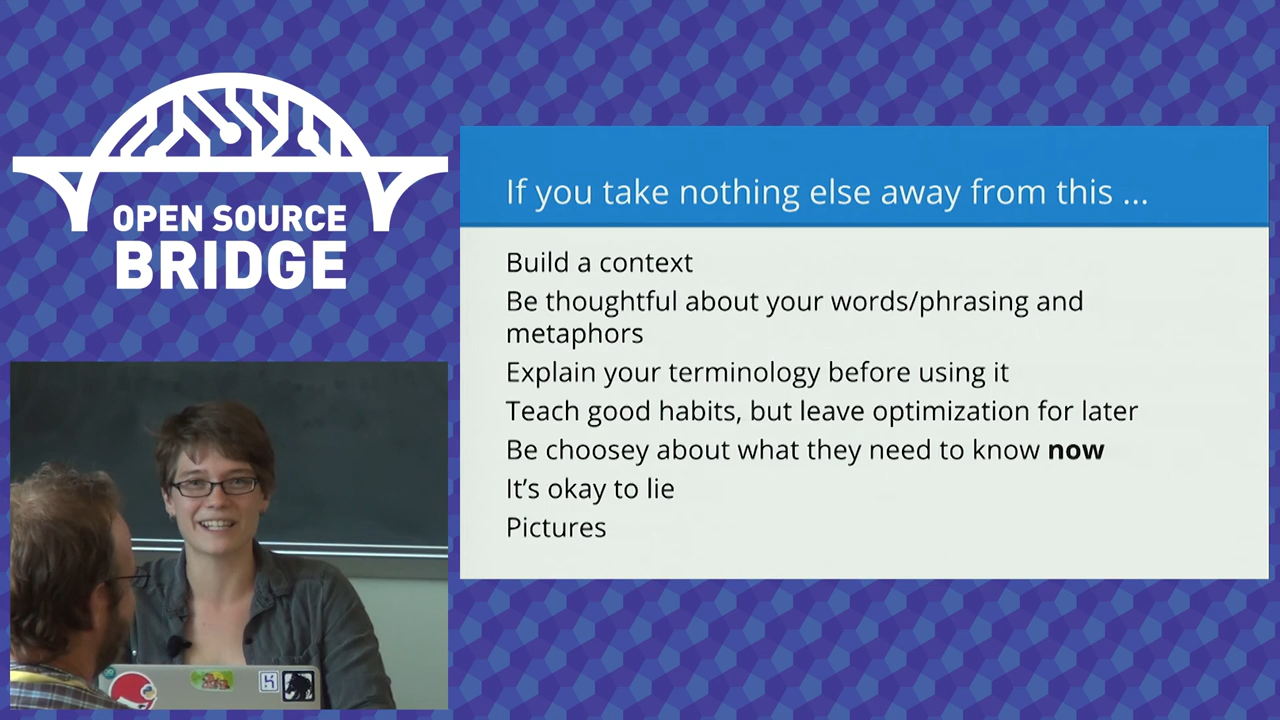 OPEN SOURCE
BRIDGE
If you take nothing else away from this ...
Build a context
Be thoughtful about your words/phrasing and
metaphors
Explain your terminology before using it
Teach good habits, but leave optimization for later
Be choosey about what they need to know now
It's okay to lie
Pictures